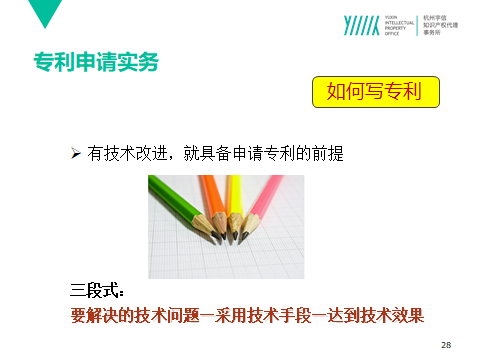 YUXIN
INTELLECTUAL
PROPERTY
OFFICE
杭州宇信
知识产权代理
事务所
专利申请实务
如何写专利
有技术改进，就具备申请专利的前提
三段式：
要解决的技术问题—采用技术手段—达到技术效果
28